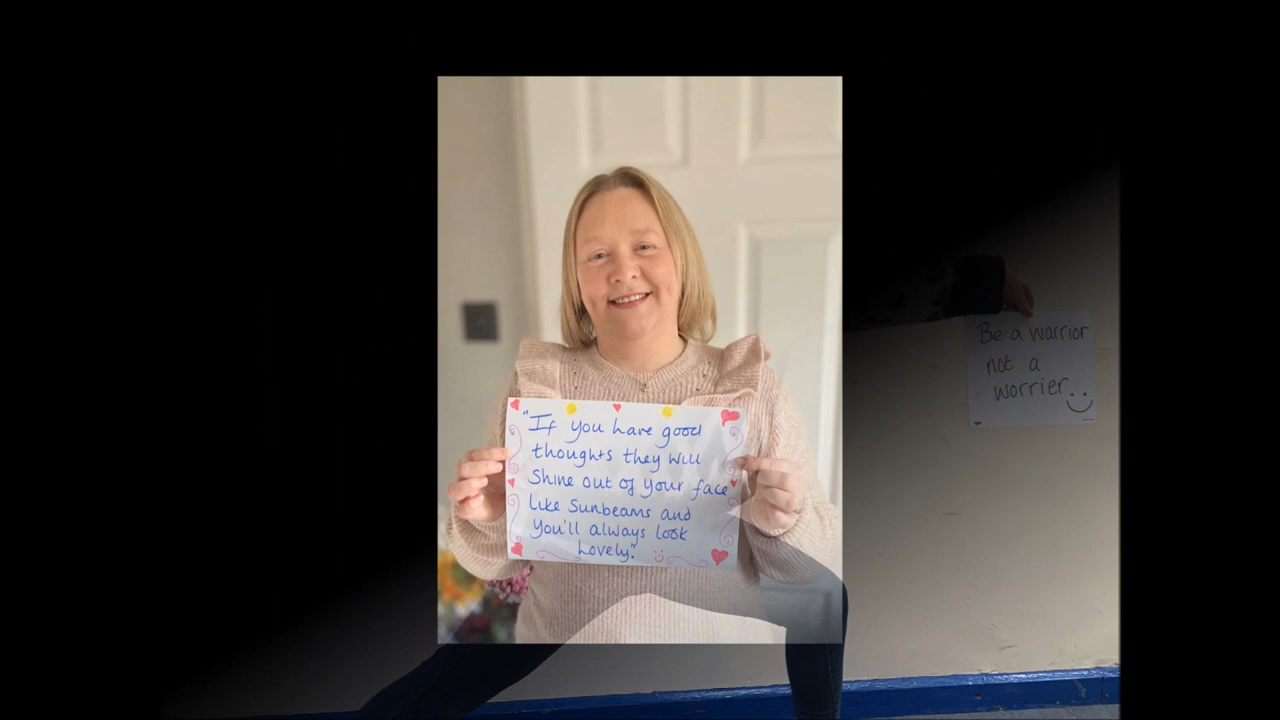 "If you have good
thoughts they will
Shine out of your face
like Sunbeams and
You'll always look
Lovely."
Be a warrior
not a
worrier